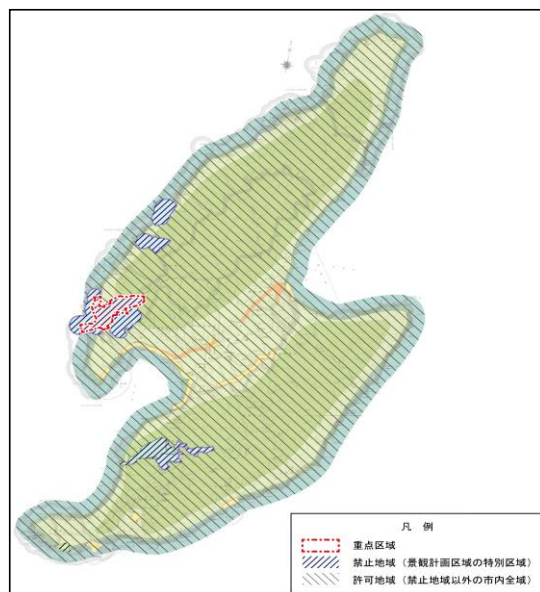 凡 例
重点区域
禁止地域（景観計画区域の特別区域）
許可地域（禁止地域以外の市内全域）